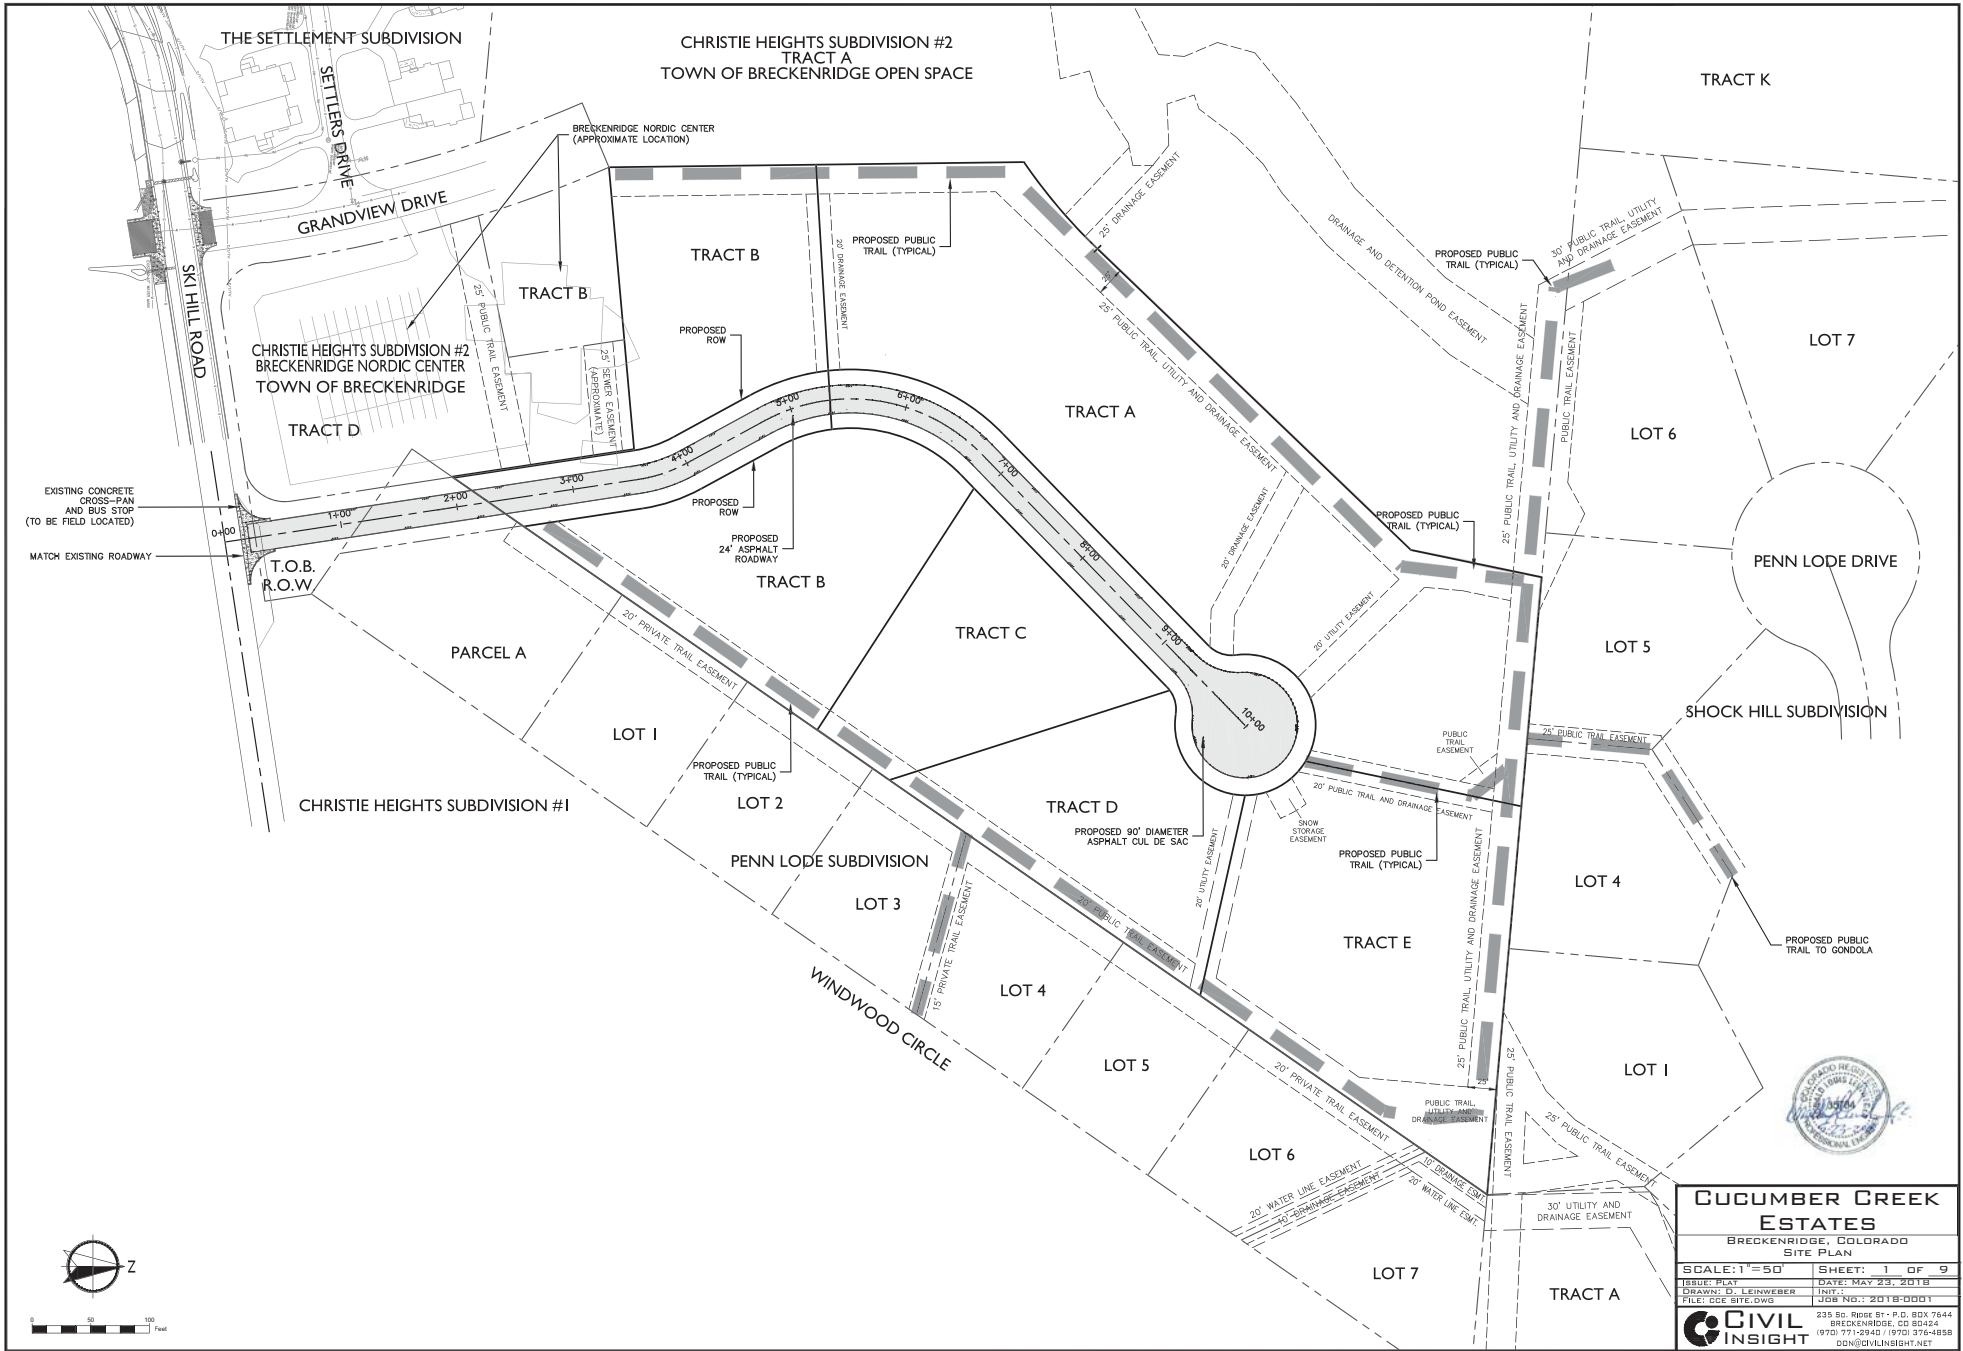 THE SETTLEMENT SUBDIVISION
CHRISTIE HEIGHTS SUBDIVISION #2
TRACT A
TOWN OF BRECKENRIDGE OPEN SPACE
TRACT K
SETTLERS DRIVE
BRECKENRIDGE NORDIC CENTER
(APPROXIMATE LOCATION)
GRANDVIEW DRIVE
SKI HILL ROAD
25' DRAINAGE EASEMENT
DRAINAGE AND DETENTION POND EASEMENT
30' PUBLIC TRAIL, UTILITY
AND DRAINAGE EASEMENT
PROPOSED PUBLIC
TRAIL (TYPICAL)
TRACT B
20' DRAINAGE EASEMENT
PROPOSED PUBLIC
TRAIL (TYPICAL)
TRACT B
25' PUBLIC TRAIL EASEMENT
25' SEWER EASEMENT
(APPROXIMATE)
CHRISTIE HEIGHTS SUBDIVISION #2
BRECKENRIDGE NORDIC CENTER
TOWN OF BRECKENRIDGE
TRACT D
PROPOSED
ROW
25'
25' PUBLIC TRAIL, UTILITY AND DRAINAGE EASEMENT
25' PUBLIC TRAIL, UTILITY AND DRAINAGE EASEMENT
PUBLIC TRAIL EASEMENT
LOT 7
TRACT A
LOT 6
0+00
1+00
2+00
3+00
4+00
5+00
6+00
7+00
8+00
9+00
10+00
EXISTING CONCRETE
CROSS-PAN
AND BUS STOP
(TO BE FIELD LOCATED)
MATCH EXISTING ROADWAY
T.O.B.
R.O.W
PROPOSED
ROW
PROPOSED
24' ASPHALT
ROADWAY
TRACT B
20' DRAINAGE EASEMENT
PROPOSED PUBLIC
TRAIL (TYPICAL)
PENN LODE DRIVE
20' UTILITY EASEMENT
TRACT C
PARCEL A
20' PRIVATE TRAIL EASEMENT
LOT 5
SHOCK HILL SUBDIVISION
LOT 1
PUBLIC
TRAIL
EASEMENT
25' PUBLIC TRAIL EASEMENT
PROPOSED PUBLIC
TRAIL (TYPICAL)
20' PUBLIC TRAIL AND DRAINAGE EASEMENT
CHRISTIE HEIGHTS SUBDIVISION #1
LOT 2
TRACT D
PROPOSED 90' DIAMETER
ASPHALT CUL DE SAC
SNOW
STORAGE
EASEMENT
PROPOSED PUBLIC
TRAIL (TYPICAL)
PENN LODE SUBDIVISION
20' UTILITY EASEMENT
25' PUBLIC TRAIL, UTILITY AND DRAINAGE EASEMENT
LOT 4
LOT 3
15' PRIVATE TRAIL EASEMENT
20' PUBLIC TRAIL EASEMENT
TRACT E
PROPOSED PUBLIC
TRAIL TO GONDOLA
LOT 4
WINDWOOD CIRCLE
LOT 5
20' PRIVATE TRAIL EASEMENT
25'
PUBLIC TRAIL,
UTILITY AND
DRAINAGE EASEMENT
25' PUBLIC TRAIL EASEMENT
LOT 1
25' PUBLIC TRAIL EASEMENT
LOT 6
20' WATER LINE EASEMENT
10' DRAINAGE EASEMENT
10' DRAINAGE ESMT.
20' WATER LINE ESMT.
30' UTILITY AND
DRAINAGE EASEMENT
LOT 7
TRACT A
COLORADO REGISTERED
PROFESSIONAL
Z
0 50 100
Feet
CUCUMBER CREEK
ESTATES
BRECKENRIDGE, COLORADO
SITE PLAN
SCALE: 1"=50' SHEET: 1 OF 9
ISSUE: PLAT DATE: MAY 23, 2018
DRAWN: D. LEINWEBER INIT.:
FILE: CCE SITE.DWG JOB NO.: 2018-0001
CIVIL
INSIGHT
235 SO. RIDGE ST - P.O. BOX 7644
BRECKENRIDGE, CO 80424
(970) 771-2940 / (970) 376-4858
DON@CIVILINSIGHT.NET